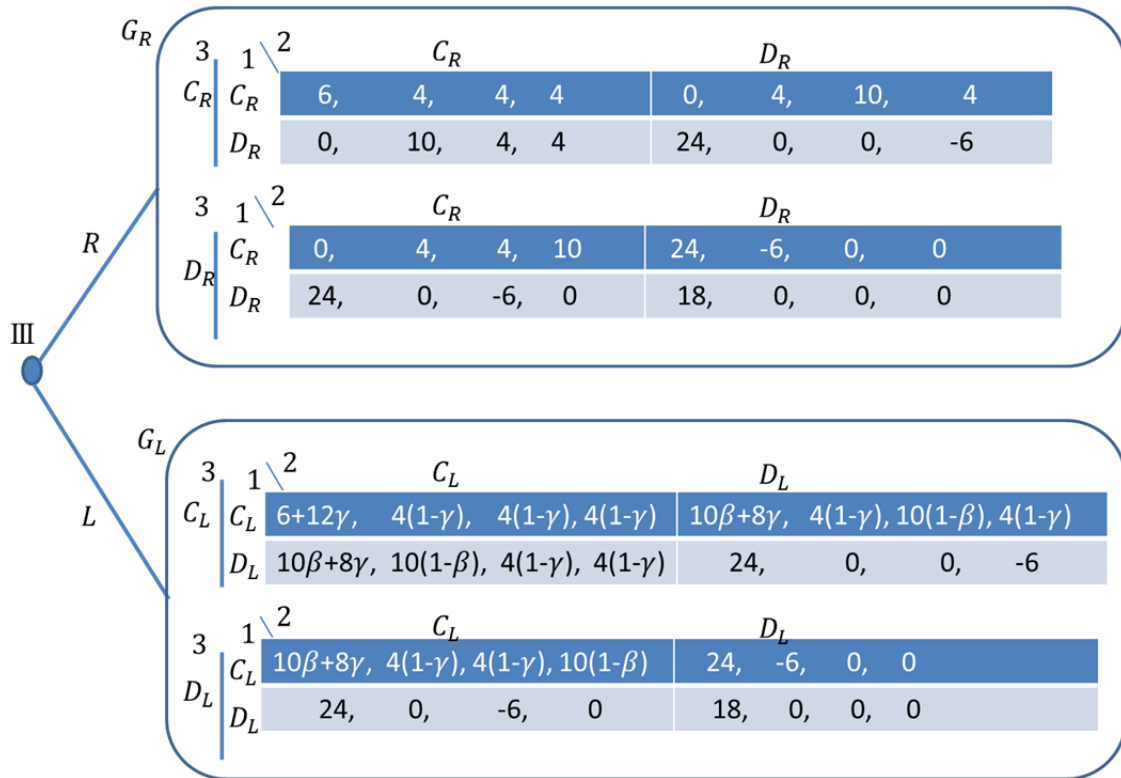 G_R
3 1 2 C_R D_R
C_R C_R 6, 4, 4, 4 0, 4, 10, 4
D_R 0, 10, 4, 4 24, 0, 0, -6
3 1 2 C_R D_R
D_R C_R 0, 4, 4, 10 24, -6, 0, 0
D_R 24, 0, -6, 0 18, 0, 0, 0
R
III
L
G_L
3 1 2 C_L D_L
C_L C_L 6+12γ, 4(1-γ), 4(1-γ), 4(1-γ) 10β+8γ, 4(1-γ), 10(1-β), 4(1-γ)
D_L 10β+8γ, 10(1-β), 4(1-γ), 4(1-γ) 24, 0, 0, -6
3 1 2 C_L D_L
D_L C_L 10β+8γ, 4(1-γ), 4(1-γ), 10(1-β) 24, -6, 0, 0
D_L 24, 0, -6, 0 18, 0, 0, 0